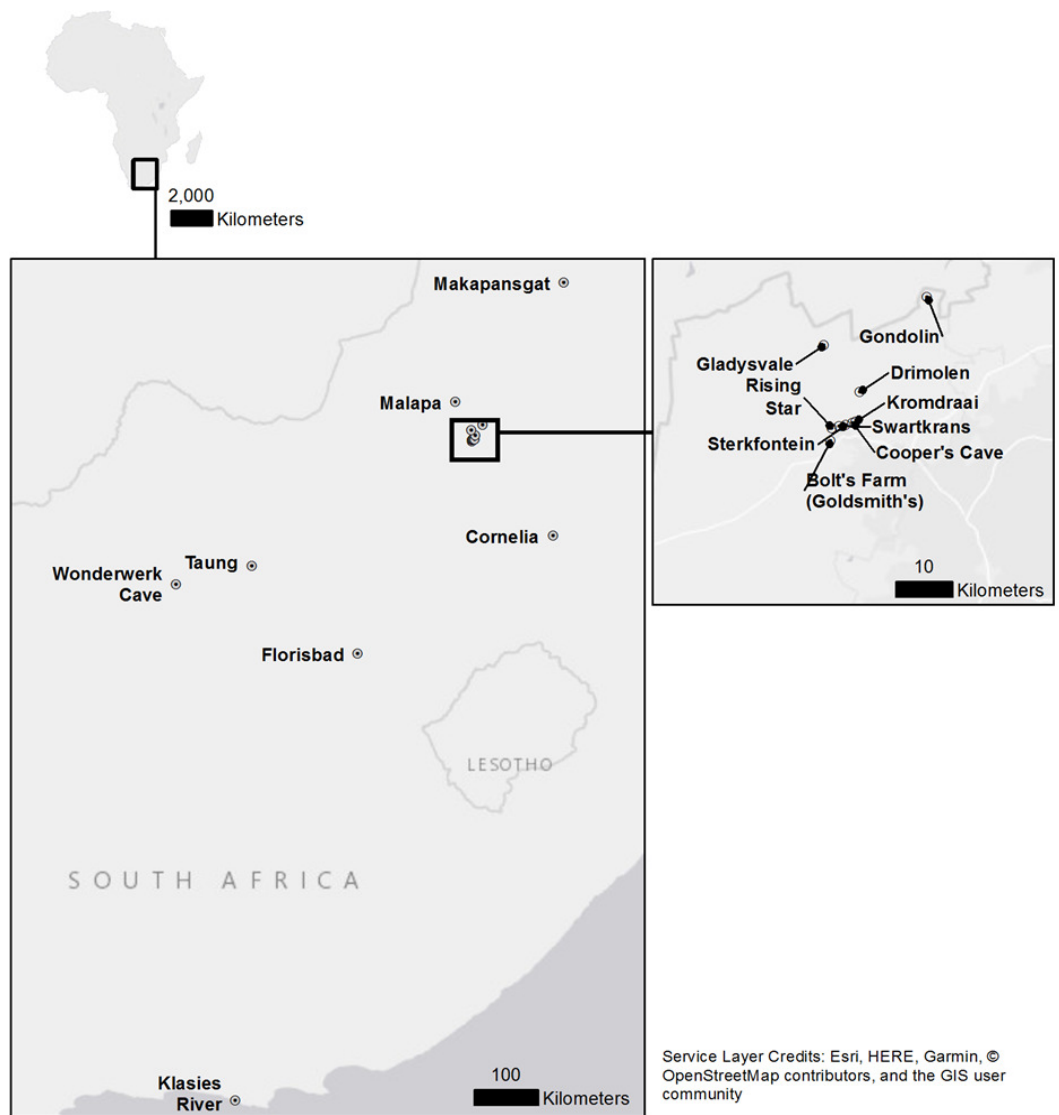 2,000
Kilometers
Makapansgat
Malapa
Cornelia
Taung
Wonderwerk
Cave
Florisbad
LESOTHO
SOUTH AFRICA
Klasies
River
100
Kilometers
Gondolin
Gladysvale
Rising
Star
Drimolen
Kromdraai
Swartkrans
Sterkfontein
Cooper's Cave
Bolt's Farm
(Goldsmith's)
10
Kilometers
Service Layer Credits: Esri, HERE, Garmin, ©
OpenStreetMap contributors, and the GIS user
community